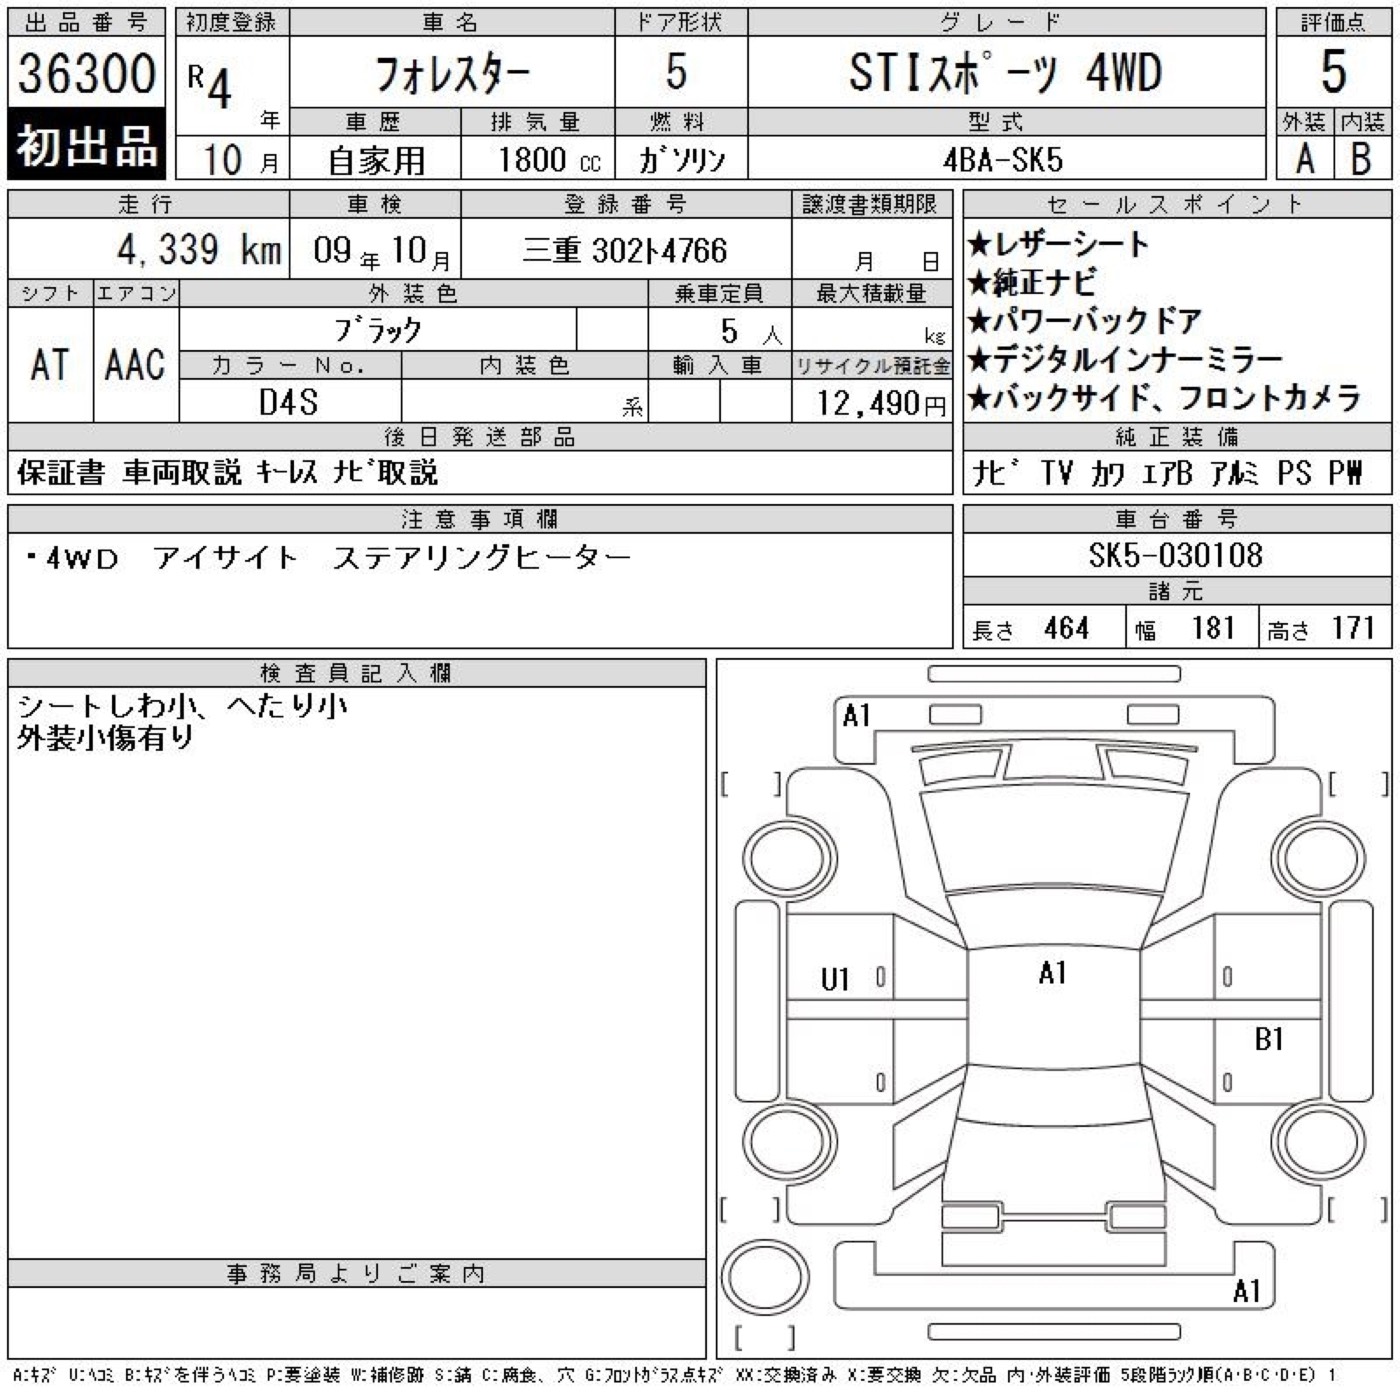 出品番号 初度登録 車名 ドア形状 グレード 評価点
36300 R4年 フォレスター 5 STIスポーツ 4WD 5
車歴 排気量 燃料 型式 外装 内装
初出品 10月 自家用 1800cc ガソリン 4BA-SK5 A B
走行 車検 登録番号 譲渡書類期限 セールスポイント
4,339 km 09年10月 三重 302ト4766 月 日
★レザーシート
★純正ナビ
★パワーバックドア
★デジタルインナーミラー
★バックサイド、フロントカメラ
シフト エアコン 外装色 乗車定員 最大積載量
AT AAC ブラック 5人 kg
カラーNo. 内装色 輸入車 リサイクル預託金
D4S 系 12,490円
後日発送部品 純正装備
保証書 車両取説 キーレス ナビ取説 ナビ TV カワ エアB アルミ PS PW
注意事項欄 車台番号
・4WD アイサイト ステアリングヒーター SK5-030108
諸元
長さ 464 幅 181 高さ 171
検査員記入欄
シートしわ小、へたり小
外装小傷有り
A1
[ ] [ ]
U1 A1
B1
[ ] [ ]
A1
[ ]
事務局よりご案内
A:キズ U:ヘコミ B:キズを伴うヘコミ P:要塗装 W:補修跡 S:錆 C:腐食、穴 G:フロントガラス点キズ XX:交換済み X:要交換 欠:欠品 内・外装評価 5段階ランク順(A・B・C・D・E) 1